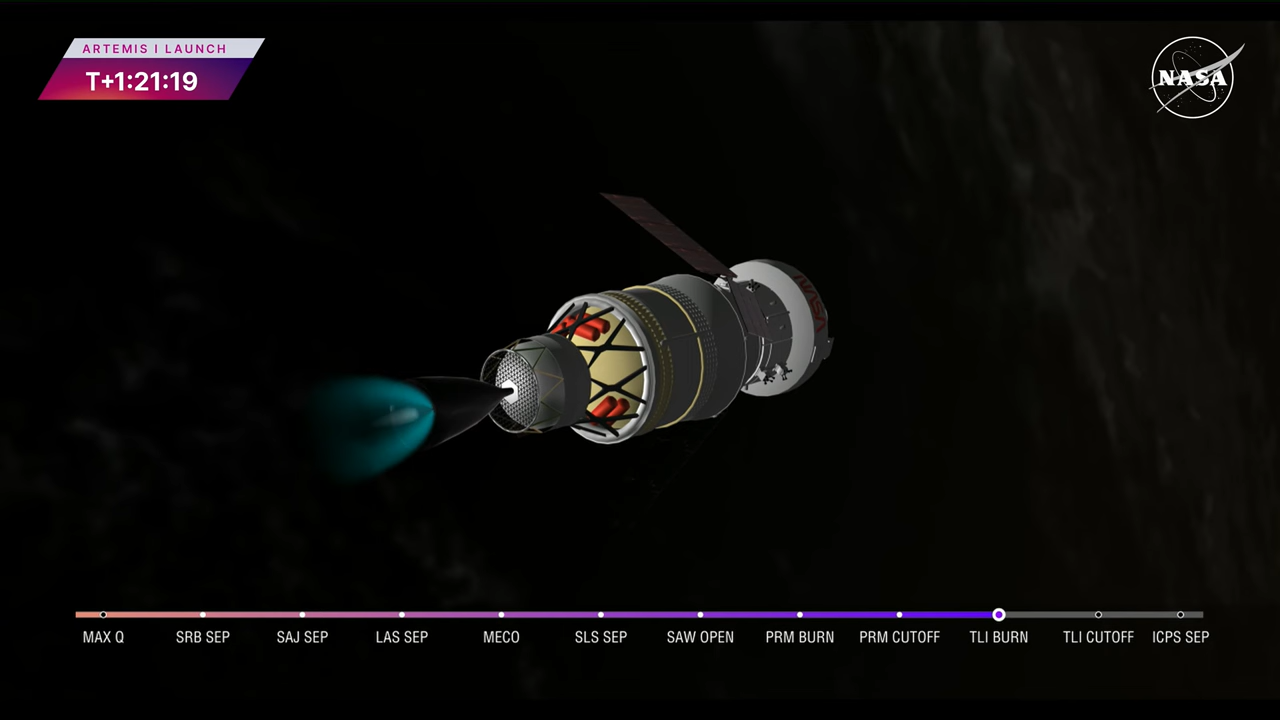 ARTEMIS I LAUNCH
T+1:21:19
NASA
NASA
MAX Q SRB SEP SAJ SEP LAS SEP MECO SLS SEP SAW OPEN PRM BURN PRM CUTOFF TLI BURN TLI CUTOFF ICPS SEP